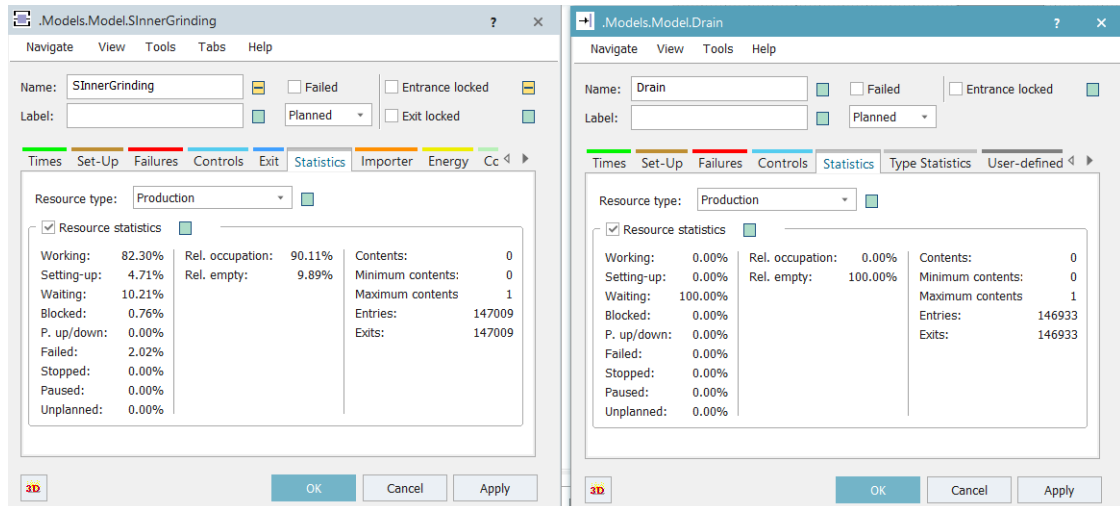 .Models.Model.SInnerGrinding ? ×
Navigate View Tools Tabs Help
Name: SInnerGrinding Failed Entrance locked
Label: Planned Exit locked
Times Set-Up Failures Controls Exit Statistics Importer Energy Cc
Resource type: Production
Resource statistics
Working: 82.30% Rel. occupation: 90.11% Contents: 0
Setting-up: 4.71% Rel. empty: 9.89% Minimum contents: 0
Waiting: 10.21% Maximum contents 1
Blocked: 0.76% Entries: 147009
P. up/down: 0.00% Exits: 147009
Failed: 2.02%
Stopped: 0.00%
Paused: 0.00%
Unplanned: 0.00%
3D OK Cancel Apply
.Models.Model.Drain ? ×
Navigate View Tools Help
Name: Drain Failed Entrance locked
Label: Planned
Times Set-Up Failures Controls Statistics Type Statistics User-defined
Resource type: Production
Resource statistics
Working: 0.00% Rel. occupation: 0.00% Contents: 0
Setting-up: 0.00% Rel. empty: 100.00% Minimum contents: 0
Waiting: 100.00% Maximum contents 1
Blocked: 0.00% Entries: 146933
P. up/down: 0.00% Exits: 146933
Failed: 0.00%
Stopped: 0.00%
Paused: 0.00%
Unplanned: 0.00%
3D OK Cancel Apply